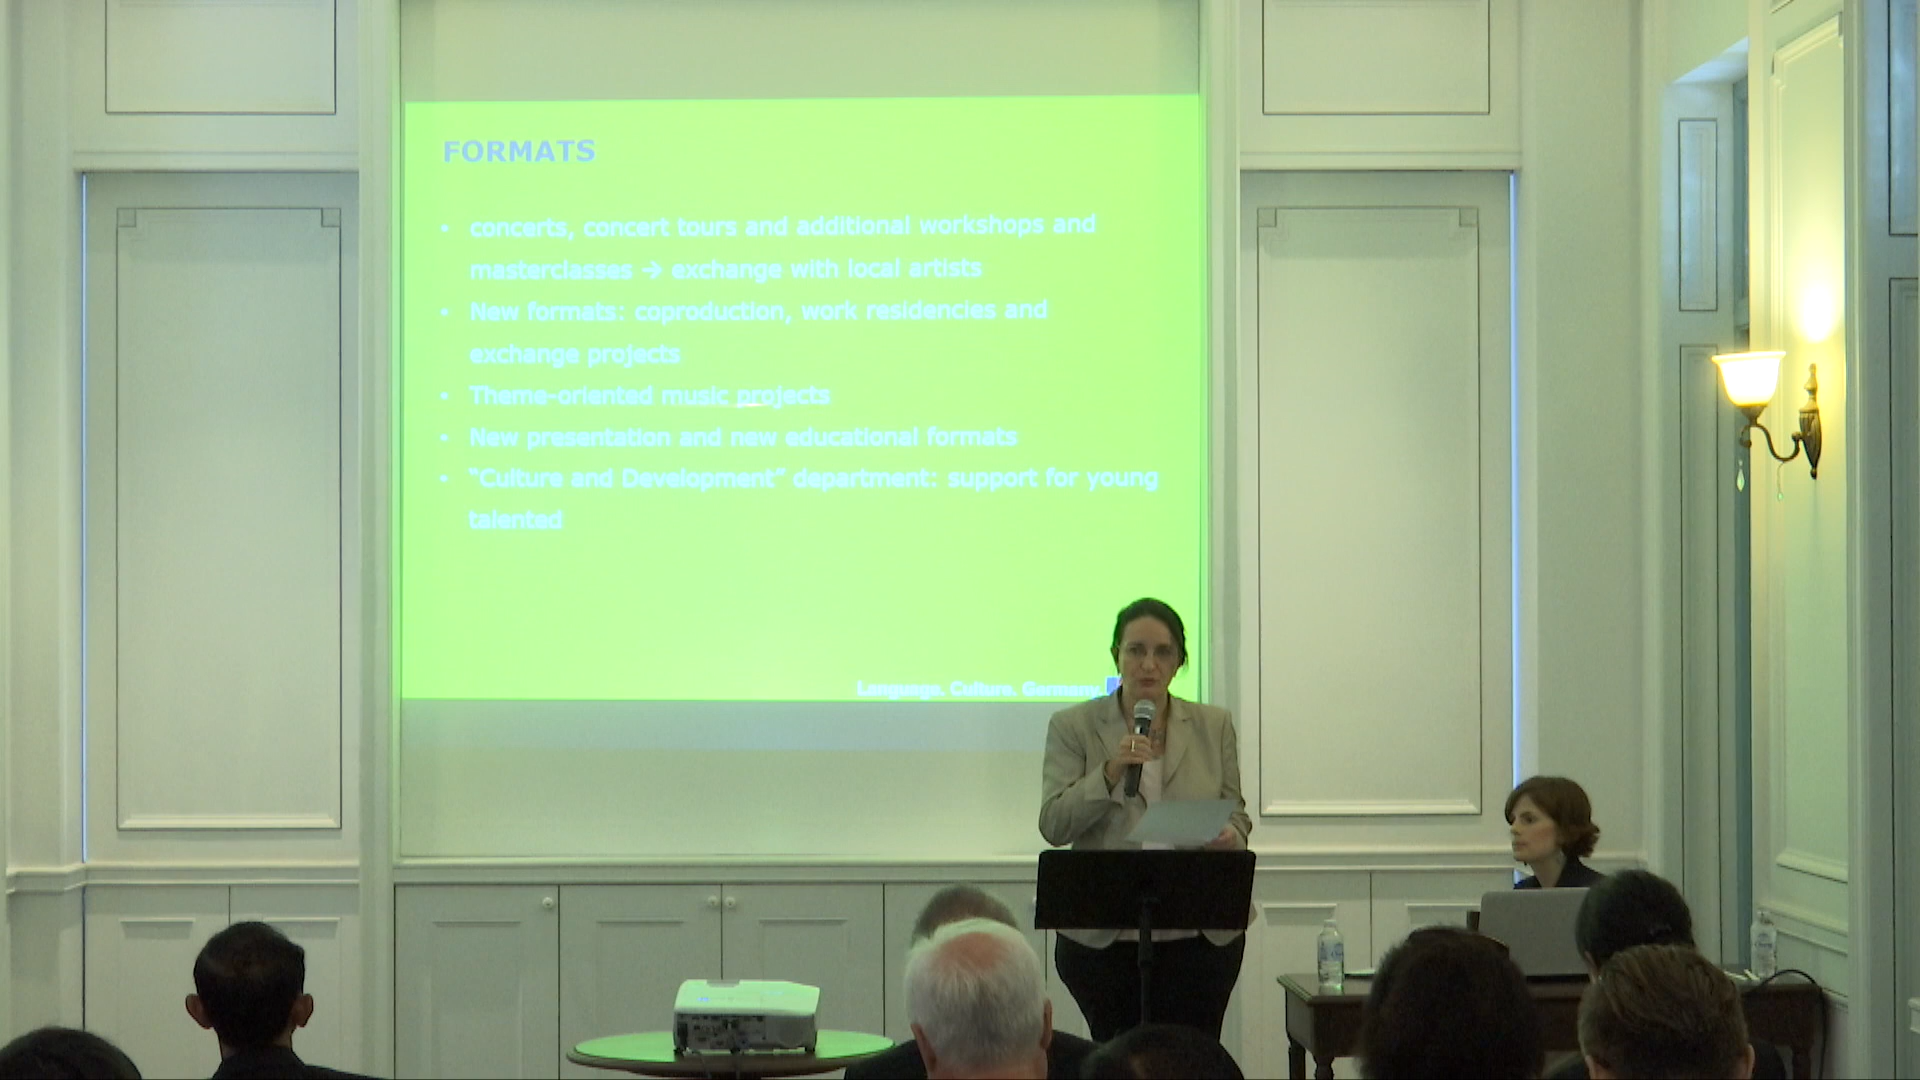 FORMATS
• concerts, concert tours and additional workshops and
masterclasses → exchange with local artists
• New formats: coproduction, work residencies and
exchange projects
• Theme-oriented music projects
• New presentation and new educational formats
• "Culture and Development" department: support for young
talented
Language. Culture. Germany.